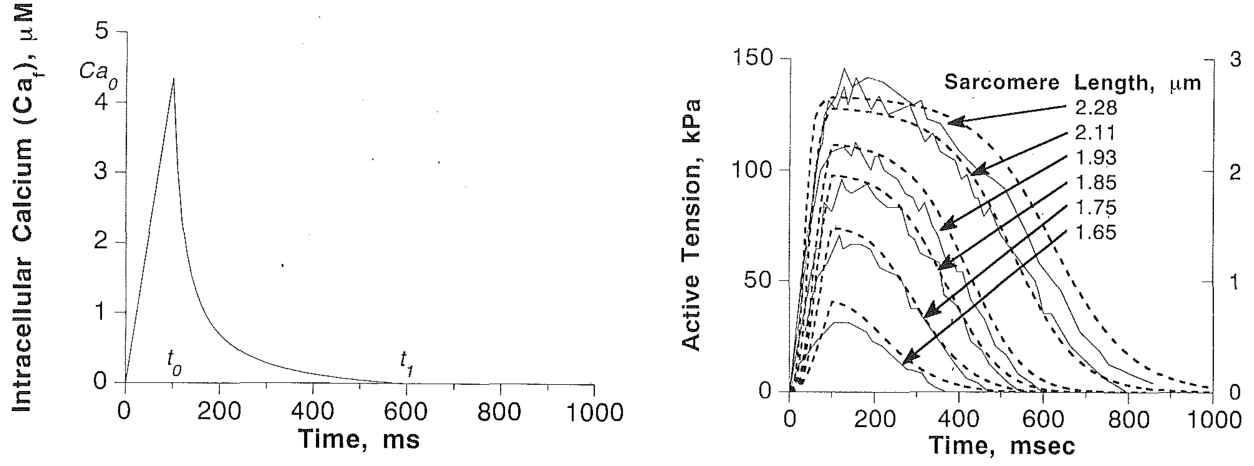 Intracellular Calcium (Ca_f), μM
5
Ca_0
4
3
2
1
0
t_0
t_1
0 200 400 600 800 1000
Time, ms
Active Tension, kPa
150
100
50
0
3
2
1
0
Sarcomere Length, μm
2.28
2.11
1.93
1.85
1.75
1.65
0 200 400 600 800 1000
Time, msec